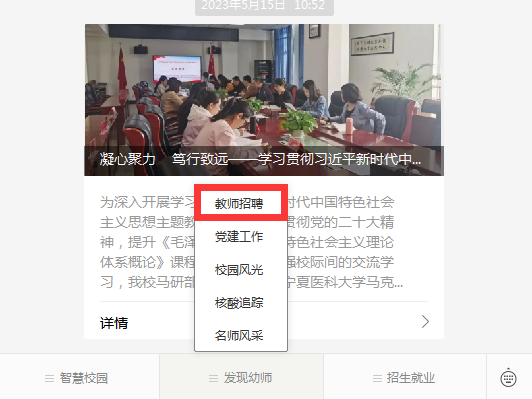 2023年5月15日 10:52
凝心聚力 笃行致远——学习贯彻习近平新时代中...
为深入开展学习 时代中国特色社会
主义思想主题教 贯彻党的二十大精
神，提升《毛泽 特色社会主义理论
体系概论》课程 强校际间的交流学
习，我校马研部 宁夏医科大学马克...
详情
教师招聘
党建工作
校园风光
核酸追踪
名师风采
智慧校园
发现幼师
招生就业